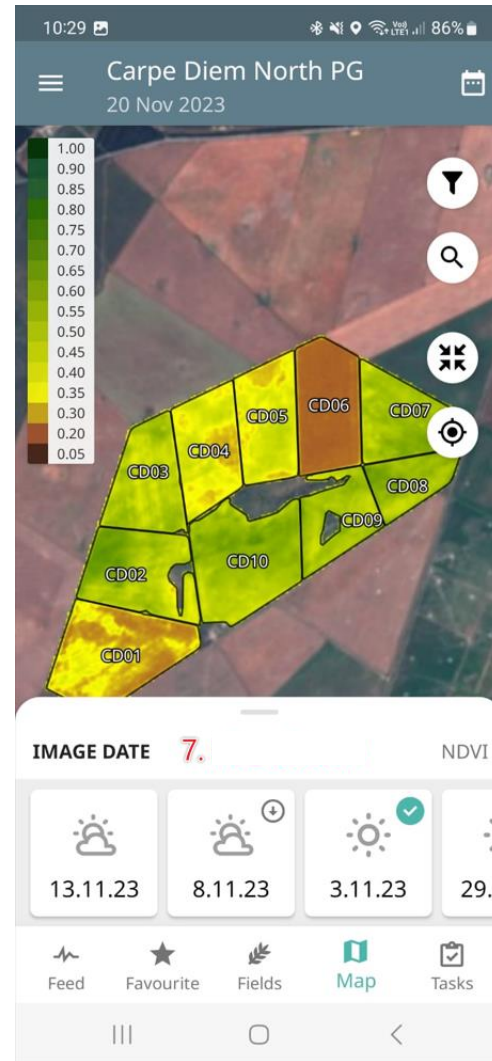 10:29
Vo))
LTE1
86%
Carpe Diem North PG
20 Nov 2023
1.00
0.90
0.85
0.80
0.75
0.70
0.65
0.60
0.55
0.50
0.45
0.40
0.35
0.30
0.20
0.05
CD06
CD05
CD07
CD04
CD03
CD08
CD09
CD10
CD02
CD01
IMAGE DATE 7. NDVI
13.11.23 8.11.23 3.11.23 29.
Feed Favourite Fields Map Tasks